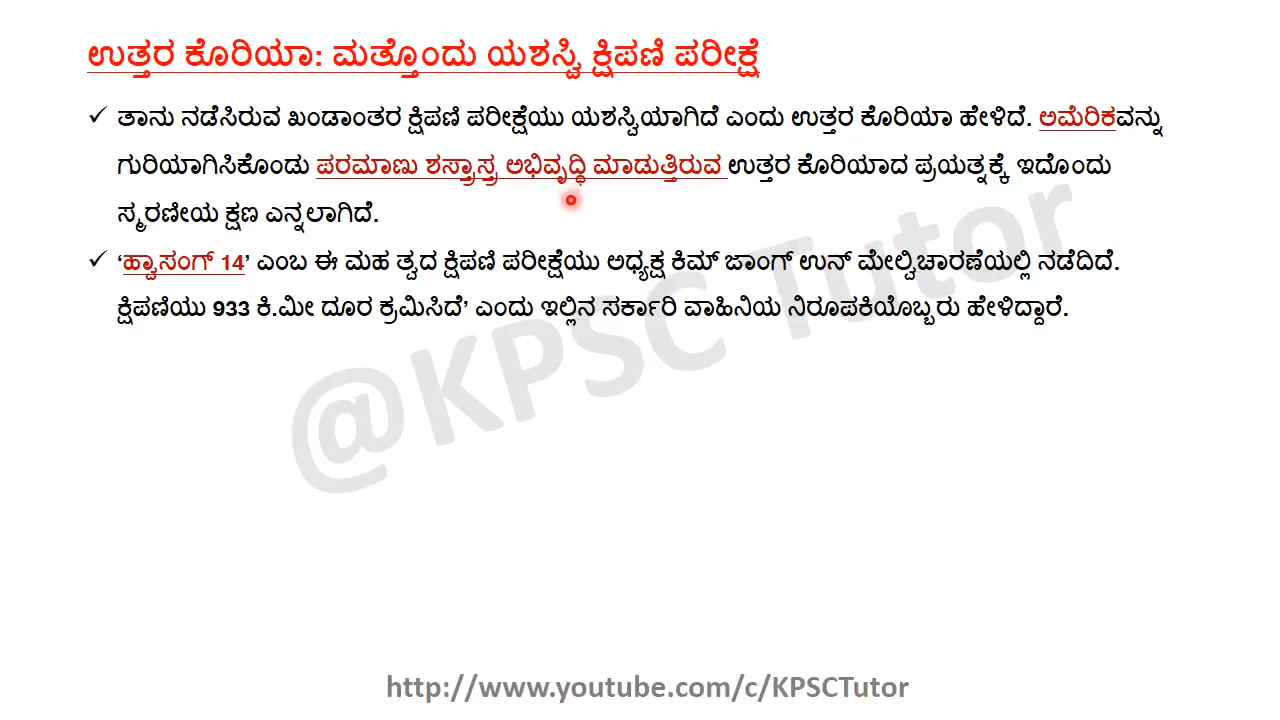 ಉತ್ತರ ಕೊರಿಯಾ: ಮತ್ತೊಂದು ಯಶಸ್ವಿ ಕ್ಷಿಪಣಿ ಪರೀಕ್ಷೆ
✓ ತಾನು ನಡೆಸಿರುವ ಖಂಡಾಂತರ ಕ್ಷಿಪಣಿ ಪರೀಕ್ಷೆಯು ಯಶಸ್ವಿಯಾಗಿದೆ ಎಂದು ಉತ್ತರ ಕೊರಿಯಾ ಹೇಳಿದೆ. ಅಮೆರಿಕವನ್ನು
ಗುರಿಯಾಗಿಸಿಕೊಂಡು ಪರಮಾಣು ಶಸ್ತ್ರಾಸ್ತ್ರ ಅಭಿವೃದ್ಧಿ ಮಾಡುತ್ತಿರುವ ಉತ್ತರ ಕೊರಿಯಾದ ಪ್ರಯತ್ನಕ್ಕೆ ಇದೊಂದು
ಸ್ಮರಣೀಯ ಕ್ಷಣ ಎನ್ನಲಾಗಿದೆ.
✓ ‘ಹ್ವಾಸಂಗ್ 14’ ಎಂಬ ಈ ಮಹ ತ್ವದ ಕ್ಷಿಪಣಿ ಪರೀಕ್ಷೆಯು ಅಧ್ಯಕ್ಷ ಕಿಮ್ ಜಾಂಗ್ ಉನ್ ಮೇಲ್ವಿಚಾರಣೆಯಲ್ಲಿ ನಡೆದಿದೆ.
ಕ್ಷಿಪಣಿಯು 933 ಕಿ.ಮೀ ದೂರ ಕ್ರಮಿಸಿದೆ’ ಎಂದು ಇಲ್ಲಿನ ಸರ್ಕಾರಿ ವಾಹಿನಿಯ ನಿರೂಪಕಿಯೊಬ್ಬರು ಹೇಳಿದ್ದಾರೆ.
@KPSC Tutor
http://www.youtube.com/c/KPSCTutor